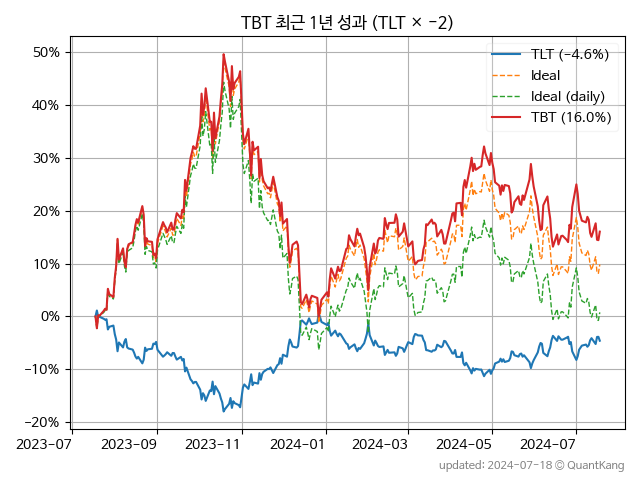 TBT 최근 1년 성과 (TLT × −2)
TLT (−4.6%)
Ideal
Ideal (daily)
TBT (16.0%)
50%
40%
30%
20%
10%
0%
−10%
−20%
2023-07
2023-09
2023-11
2024-01
2024-03
2024-05
2024-07
updated: 2024-07-18 © QuantKang